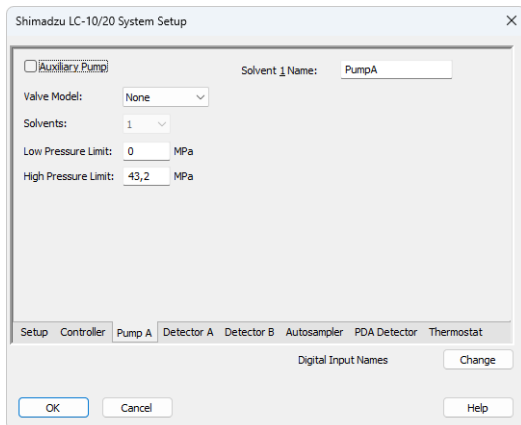 Shimadzu LC-10/20 System Setup
Auxiliary Pump
Solvent 1 Name: PumpA
Valve Model: None
Solvents: 1
Low Pressure Limit: 0 MPa
High Pressure Limit: 43,2 MPa
Setup Controller Pump A Detector A Detector B Autosampler PDA Detector Thermostat
Digital Input Names Change
OK Cancel Help